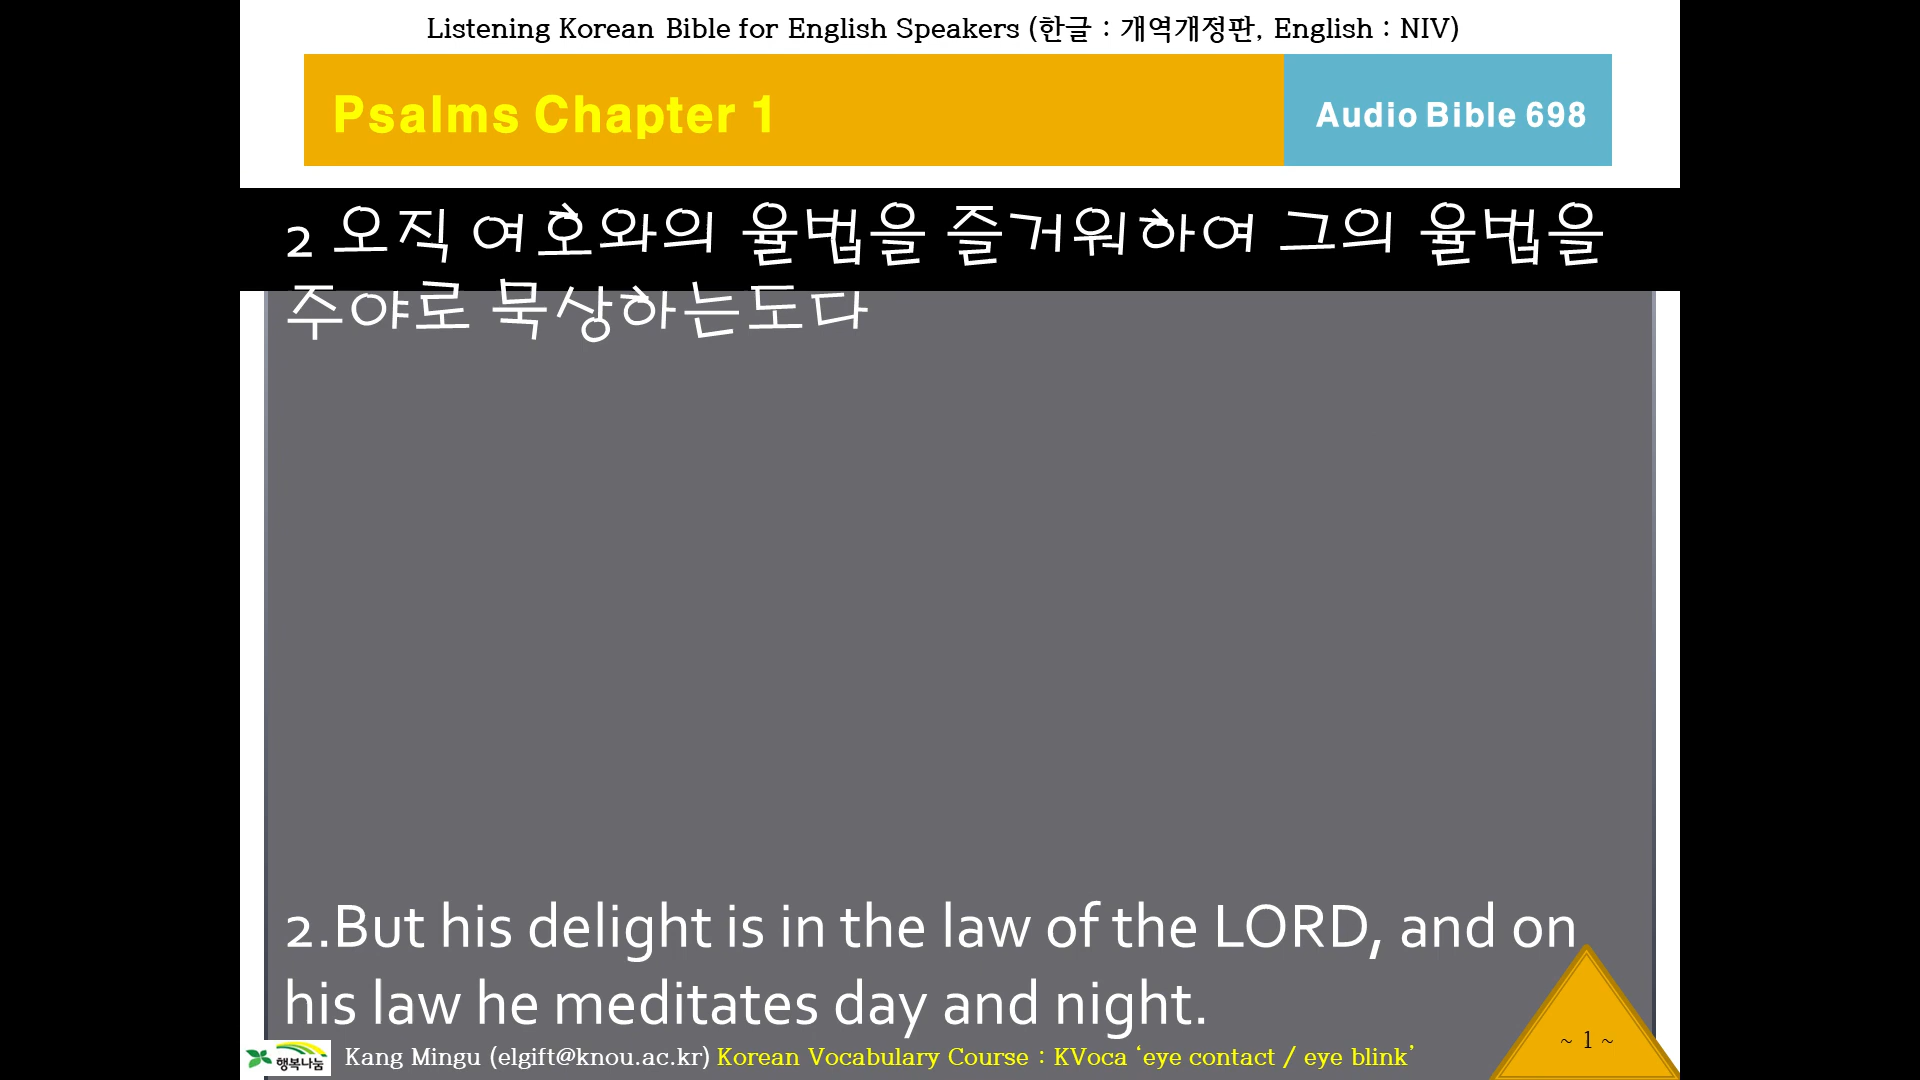 Listening Korean Bible for English Speakers (한글 : 개역개정판, English : NIV)
Psalms Chapter 1
Audio Bible 698
2 오직 여호와의 율법을 즐거워하여 그의 율법을
주야로 묵상하는도다
2.But his delight is in the law of the LORD, and on
his law he meditates day and night.
행복나눔
Kang Mingu (elgift@knou.ac.kr) Korean Vocabulary Course : KVoca ‘eye contact / eye blink’
~ 1 ~